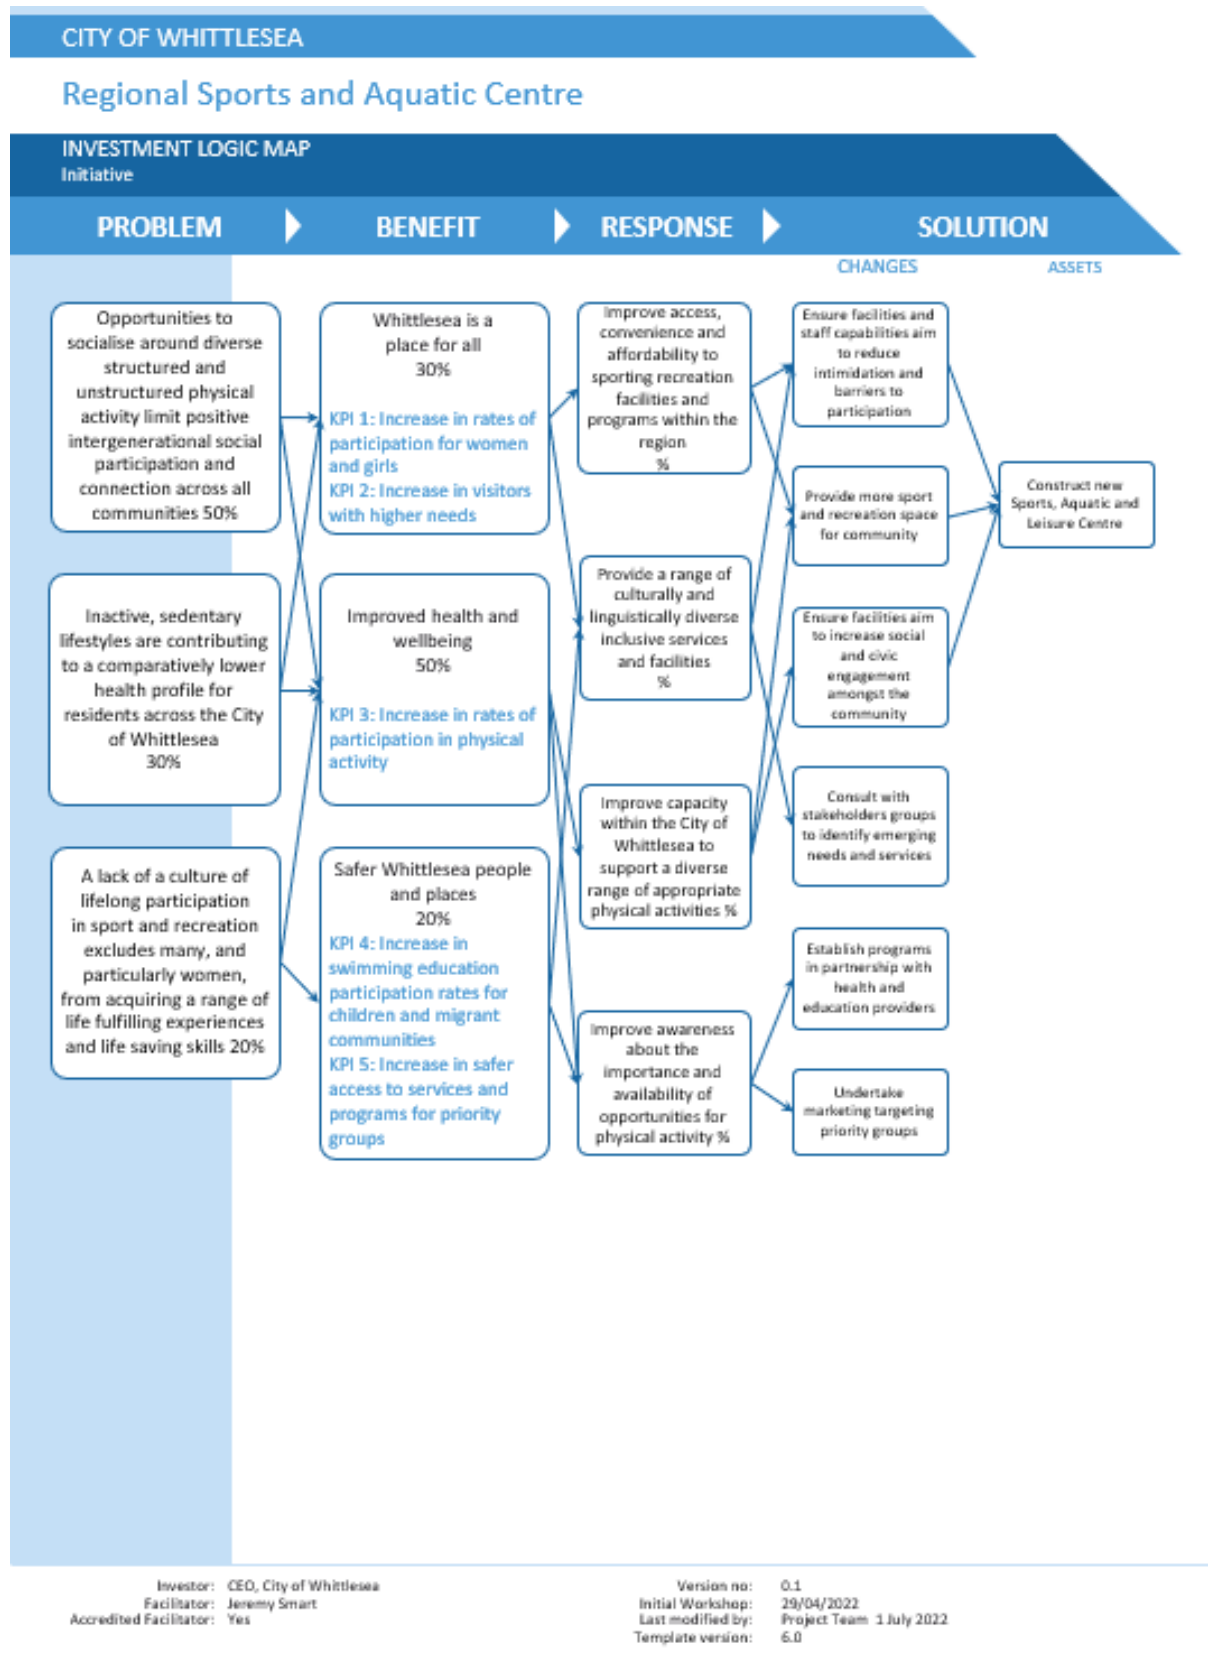 CITY OF WHITTLESEA
Regional Sports and Aquatic Centre
INVESTMENT LOGIC MAP
Initiative
PROBLEM
BENEFIT
RESPONSE
SOLUTION
CHANGES
ASSETS
Opportunities to
socialise around diverse
structured and
unstructured physical
activity limit positive
intergenerational social
participation and
connection across all
communities 50%
Inactive, sedentary
lifestyles are contributing
to a comparatively lower
health profile for
residents across the City
of Whittlesea
30%
A lack of a culture of
lifelong participation
in sport and recreation
excludes many, and
particularly women,
from acquiring a range of
life fulfilling experiences
and life saving skills 20%
Whittlesea is a
place for all
30%
KPI 1: Increase in rates of
participation for women
and girls
KPI 2: Increase in visitors
with higher needs
Improved health and
wellbeing
50%
KPI 3: Increase in rates of
participation in physical
activity
Safer Whittlesea people
and places
20%
KPI 4: Increase in
swimming education
participation rates for
children and migrant
communities
KPI 5: Increase in safer
access to services and
programs for priority
groups
Improve access,
convenience and
affordability to
sporting recreation
facilities and
programs within the
region
%
Provide a range of
culturally and
linguistically diverse
inclusive services
and facilities
%
Improve capacity
within the City of
Whittlesea to
support a diverse
range of appropriate
physical activities %
Improve awareness
about the
importance and
availability of
opportunities for
physical activity %
Ensure facilities and
staff capabilities aim
to reduce
intimidation and
barriers to
participation
Provide more sport
and recreation space
for community
Ensure facilities aim
to increase social
and civic
engagement
amongst the
community
Consult with
stakeholders groups
to identify emerging
needs and services
Establish programs
in partnership with
health and
education providers
Undertake
marketing targeting
priority groups
Construct new
Sports, Aquatic and
Leisure Centre
Investor: CEO, City of Whittlesea
Facilitator: Jeremy Smart
Accredited Facilitator: Yes
Version no: 0.1
Initial Workshop: 29/04/2022
Last modified by: Project Team 1 July 2022
Template version: 6.0